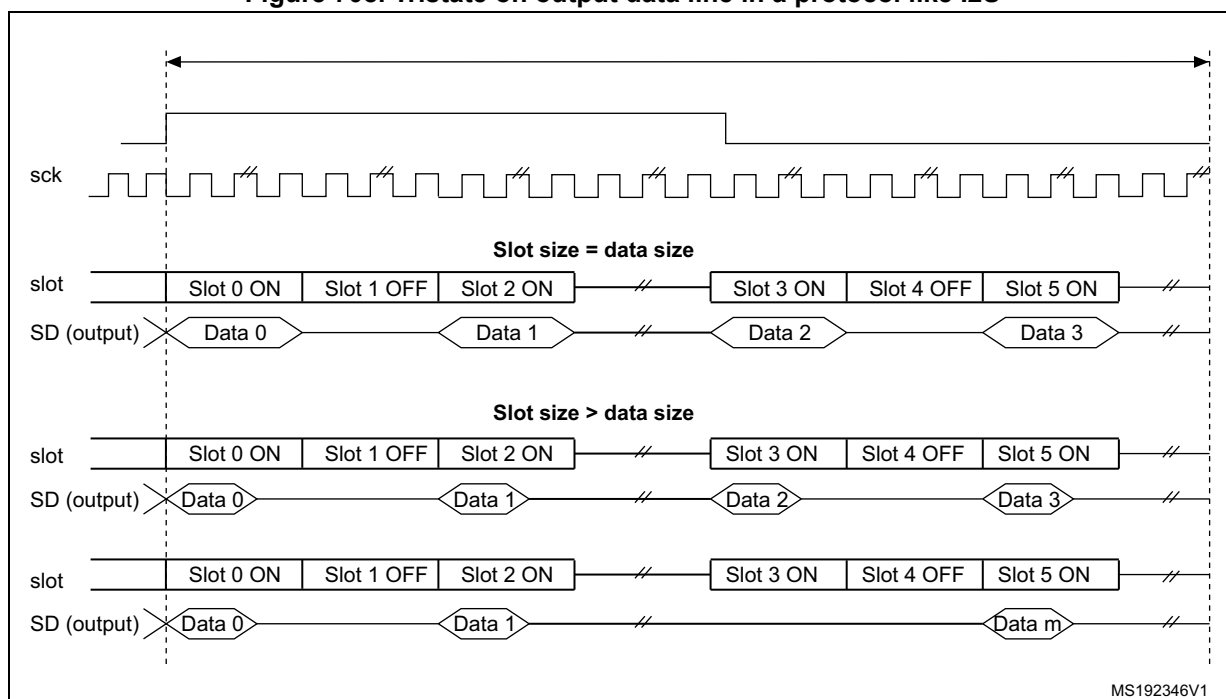 Figure Tristate on output data line in a protocol like I2S
sck
Slot size = data size
slot Slot 0 ON Slot 1 OFF Slot 2 ON Slot 3 ON Slot 4 OFF Slot 5 ON
SD (output) Data 0 Data 1 Data 2 Data 3
Slot size > data size
slot Slot 0 ON Slot 1 OFF Slot 2 ON Slot 3 ON Slot 4 OFF Slot 5 ON
SD (output) Data 0 Data 1 Data 2 Data 3
slot Slot 0 ON Slot 1 OFF Slot 2 ON Slot 3 ON Slot 4 OFF Slot 5 ON
SD (output) Data 0 Data 1 Data m
MS192346V1